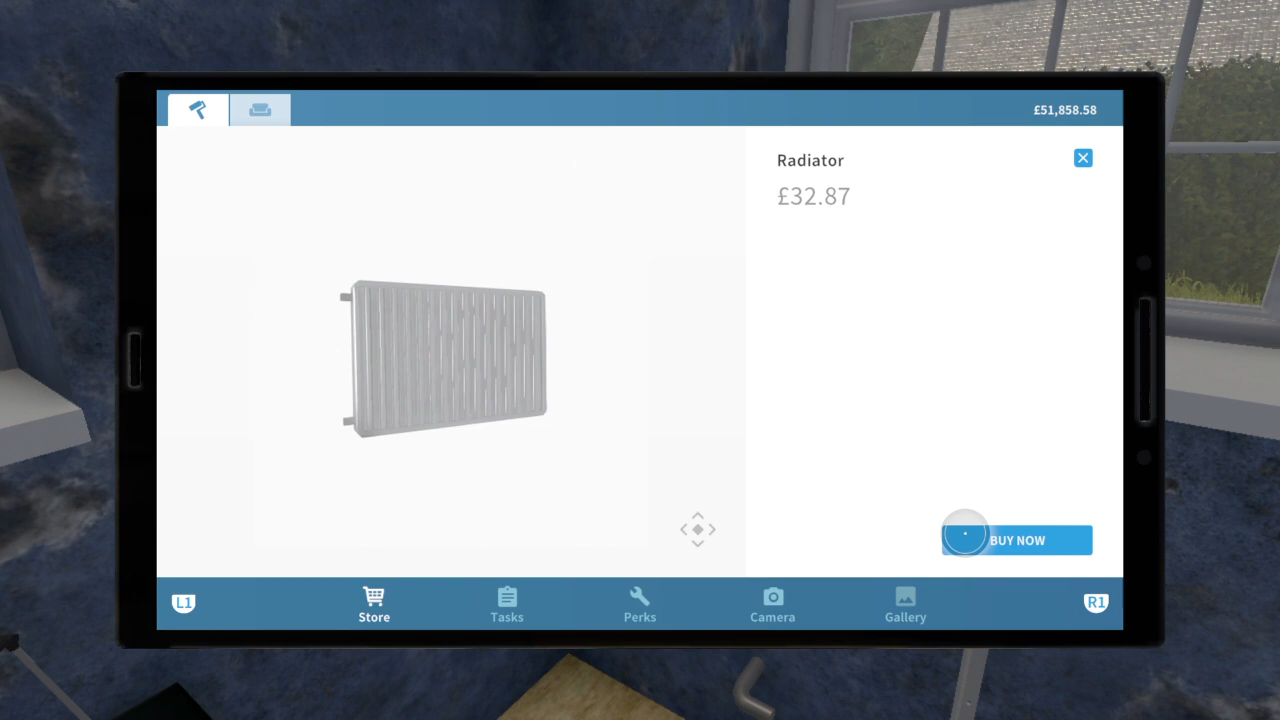 £51,858.58
Radiator
£32.87
BUY NOW
L1
Store
Tasks
Perks
Camera
Gallery
R1